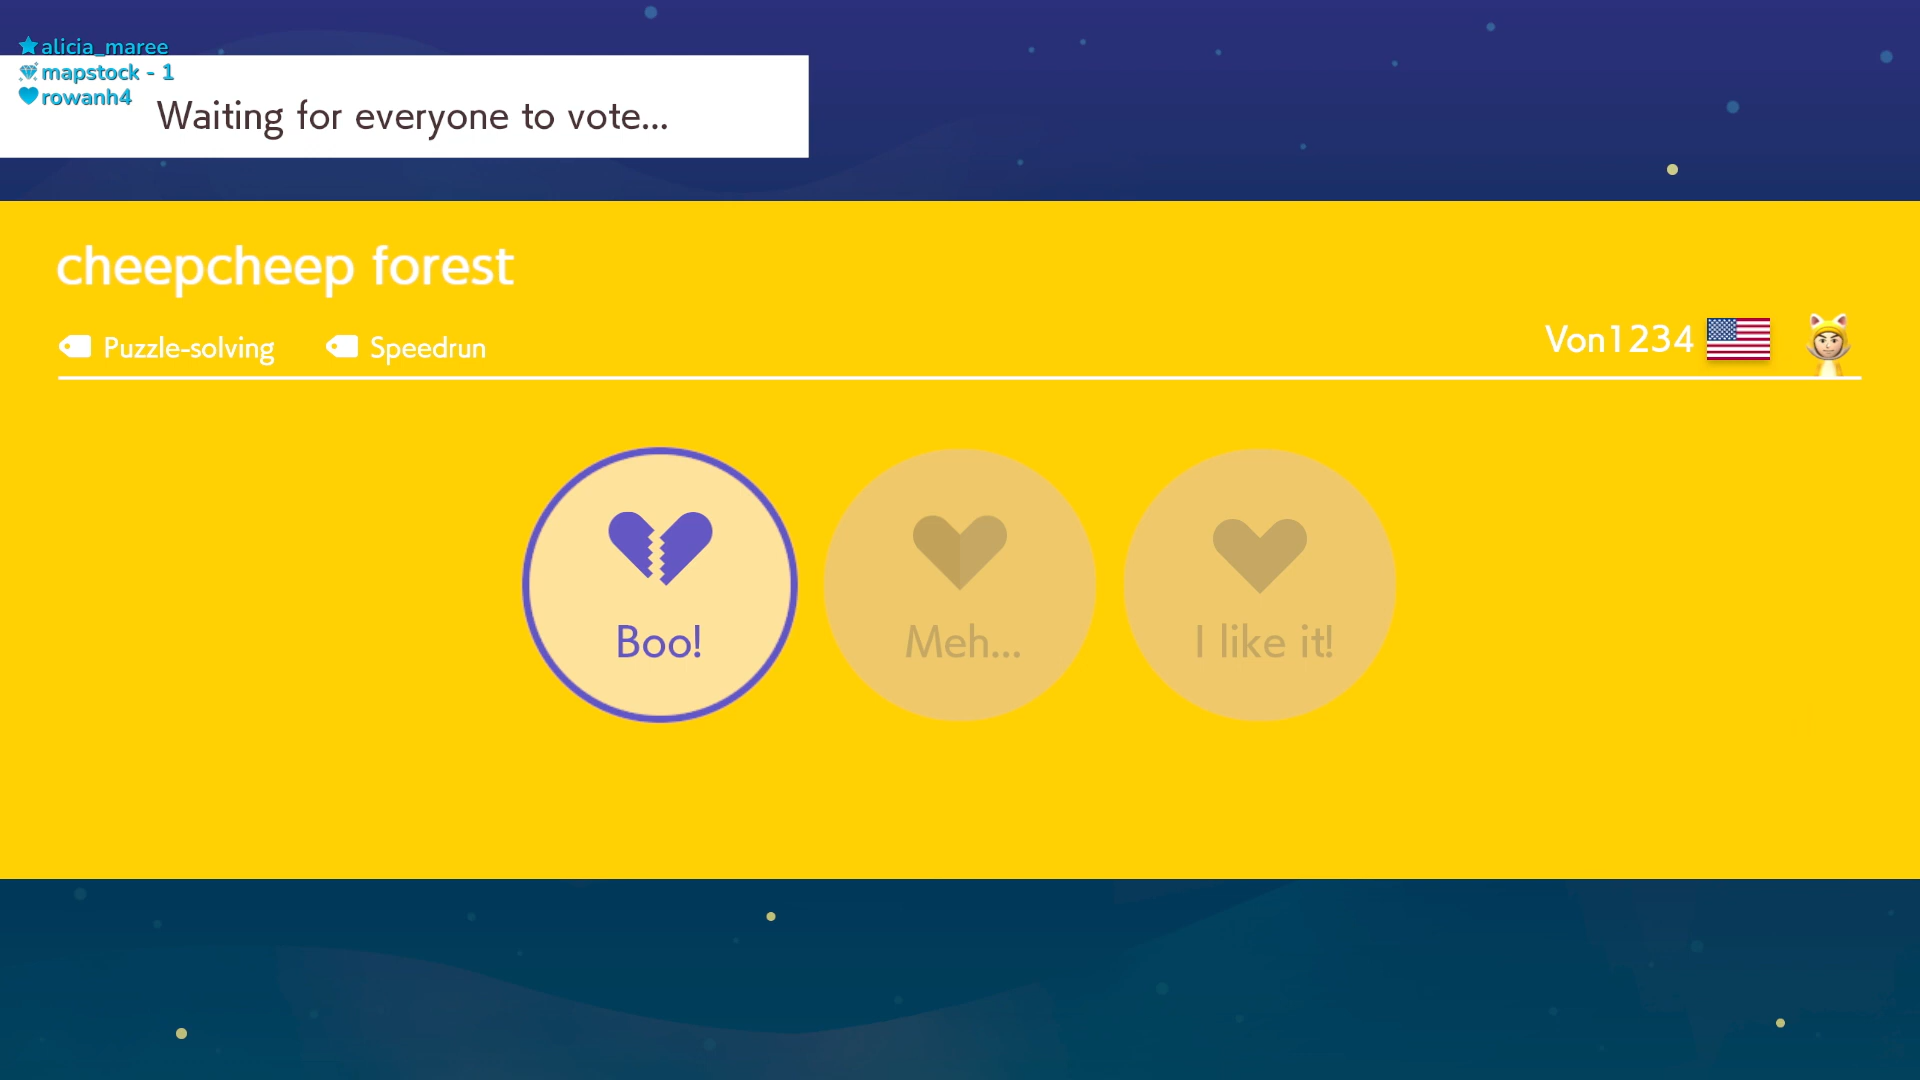 alicia_maree
mapstock - 1
rowanh4
Waiting for everyone to vote...
cheepcheep forest
Puzzle-solving
Speedrun
Von1234
Boo!
Meh...
I like it!